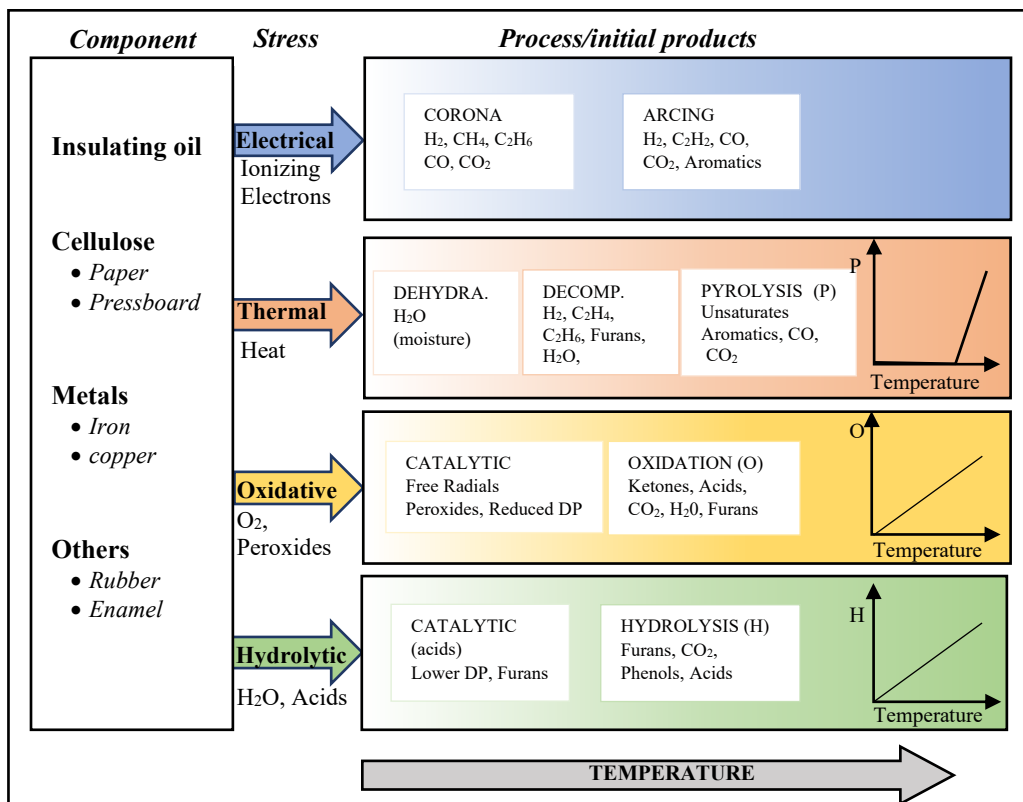 Component
Stress
Process/initial products
Insulating oil
Cellulose
• Paper
• Pressboard
Metals
• Iron
• copper
Others
• Rubber
• Enamel
Electrical
Ionizing
Electrons
CORONA
H₂, CH₄, C₂H₆
CO, CO₂
ARCING
H₂, C₂H₂, CO,
CO₂, Aromatics
Thermal
Heat
DEHYDRA.
H₂O
(moisture)
DECOMP.
H₂, C₂H₄,
C₂H₆, Furans,
H₂O,
PYROLYSIS (P)
Unsaturates
Aromatics, CO,
CO₂
P
Temperature
Oxidative
O₂,
Peroxides
CATALYTIC
Free Radials
Peroxides, Reduced DP
OXIDATION (O)
Ketones, Acids,
CO₂, H₂0, Furans
O
Temperature
Hydrolytic
H₂O, Acids
CATALYTIC
(acids)
Lower DP, Furans
HYDROLYSIS (H)
Furans, CO₂,
Phenols, Acids
H
Temperature
TEMPERATURE